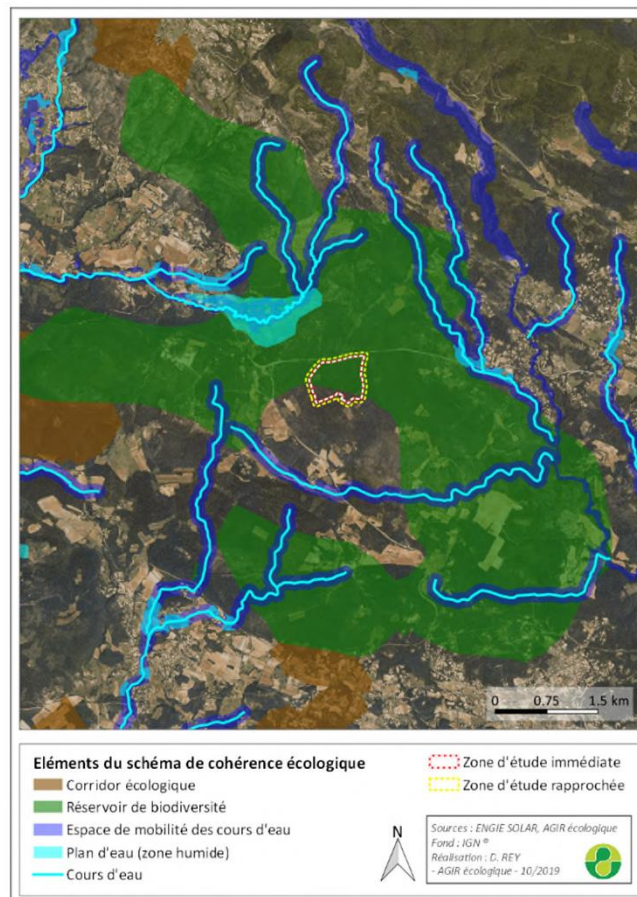 0 0.75 1.5 km
Eléments du schéma de cohérence écologique
Corridor écologique
Réservoir de biodiversité
Espace de mobilité des cours d'eau
Plan d'eau (zone humide)
Cours d'eau
Zone d'étude immédiate
Zone d'étude rapprochée
N
Sources : ENGIE SOLAR, AGIR écologique
Fond : IGN ®
Réalisation : D. REY
- AGIR écologique - 10/2019